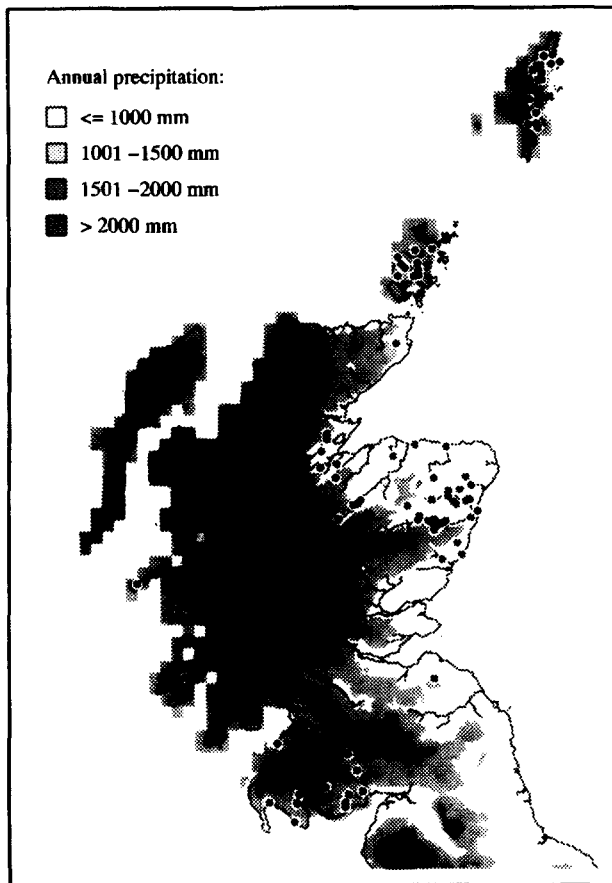 Annual precipitation:
<= 1000 mm
1001 –1500 mm
1501 –2000 mm
> 2000 mm